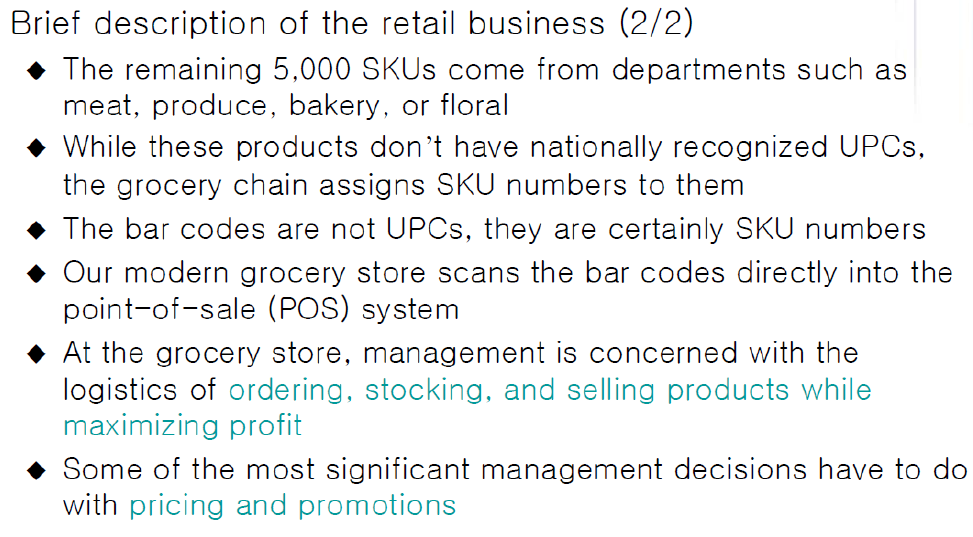 Brief description of the retail business (2/2)
◆ The remaining 5,000 SKUs come from departments such as
meat, produce, bakery, or floral
◆ While these products don't have nationally recognized UPCs,
the grocery chain assigns SKU numbers to them
◆ The bar codes are not UPCs, they are certainly SKU numbers
◆ Our modern grocery store scans the bar codes directly into the
point-of-sale (POS) system
◆ At the grocery store, management is concerned with the
logistics of ordering, stocking, and selling products while
maximizing profit
◆ Some of the most significant management decisions have to do
with pricing and promotions